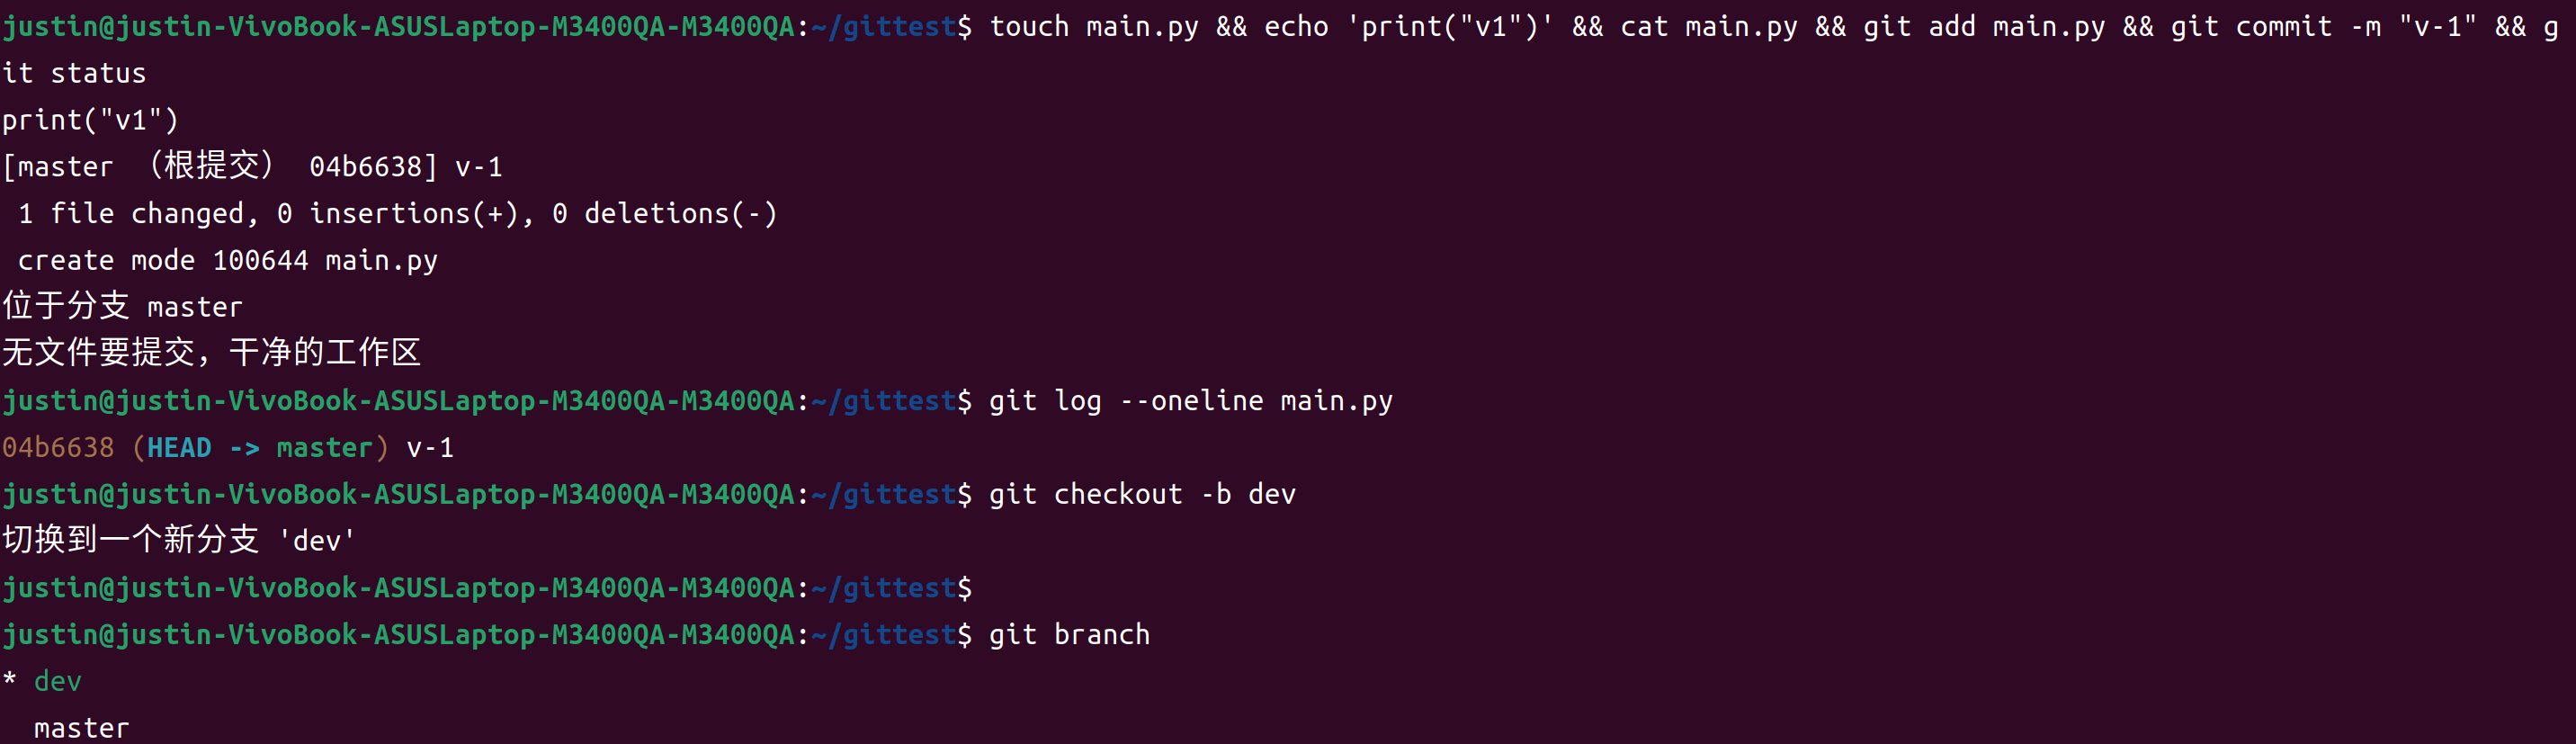 justin@justin-VivoBook-ASUSLaptop-M3400QA-M3400QA:~/gittest$ touch main.py && echo 'print("v1")' && cat main.py && git add main.py && git commit -m "v-1" && g
it status
print("v1")
[master （根提交） 04b6638] v-1
 1 file changed, 0 insertions(+), 0 deletions(-)
 create mode 100644 main.py
位于分支 master
无文件要提交，干净的工作区
justin@justin-VivoBook-ASUSLaptop-M3400QA-M3400QA:~/gittest$ git log --oneline main.py
04b6638 (HEAD -> master) v-1
justin@justin-VivoBook-ASUSLaptop-M3400QA-M3400QA:~/gittest$ git checkout -b dev
切换到一个新分支 'dev'
justin@justin-VivoBook-ASUSLaptop-M3400QA-M3400QA:~/gittest$
justin@justin-VivoBook-ASUSLaptop-M3400QA-M3400QA:~/gittest$ git branch
* dev
  master